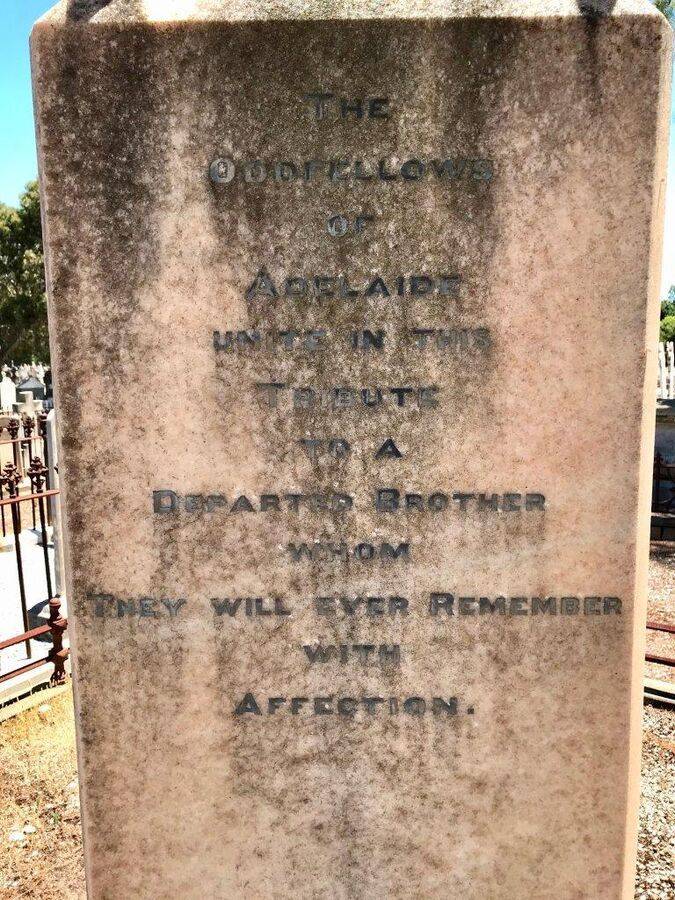 THE
ODDFELLOWS
OF
ADELAIDE
UNITE IN THIS
TRIBUTE
TO A
DEPARTED BROTHER
WHOM
THEY WILL EVER REMEMBER
WITH
AFFECTION.